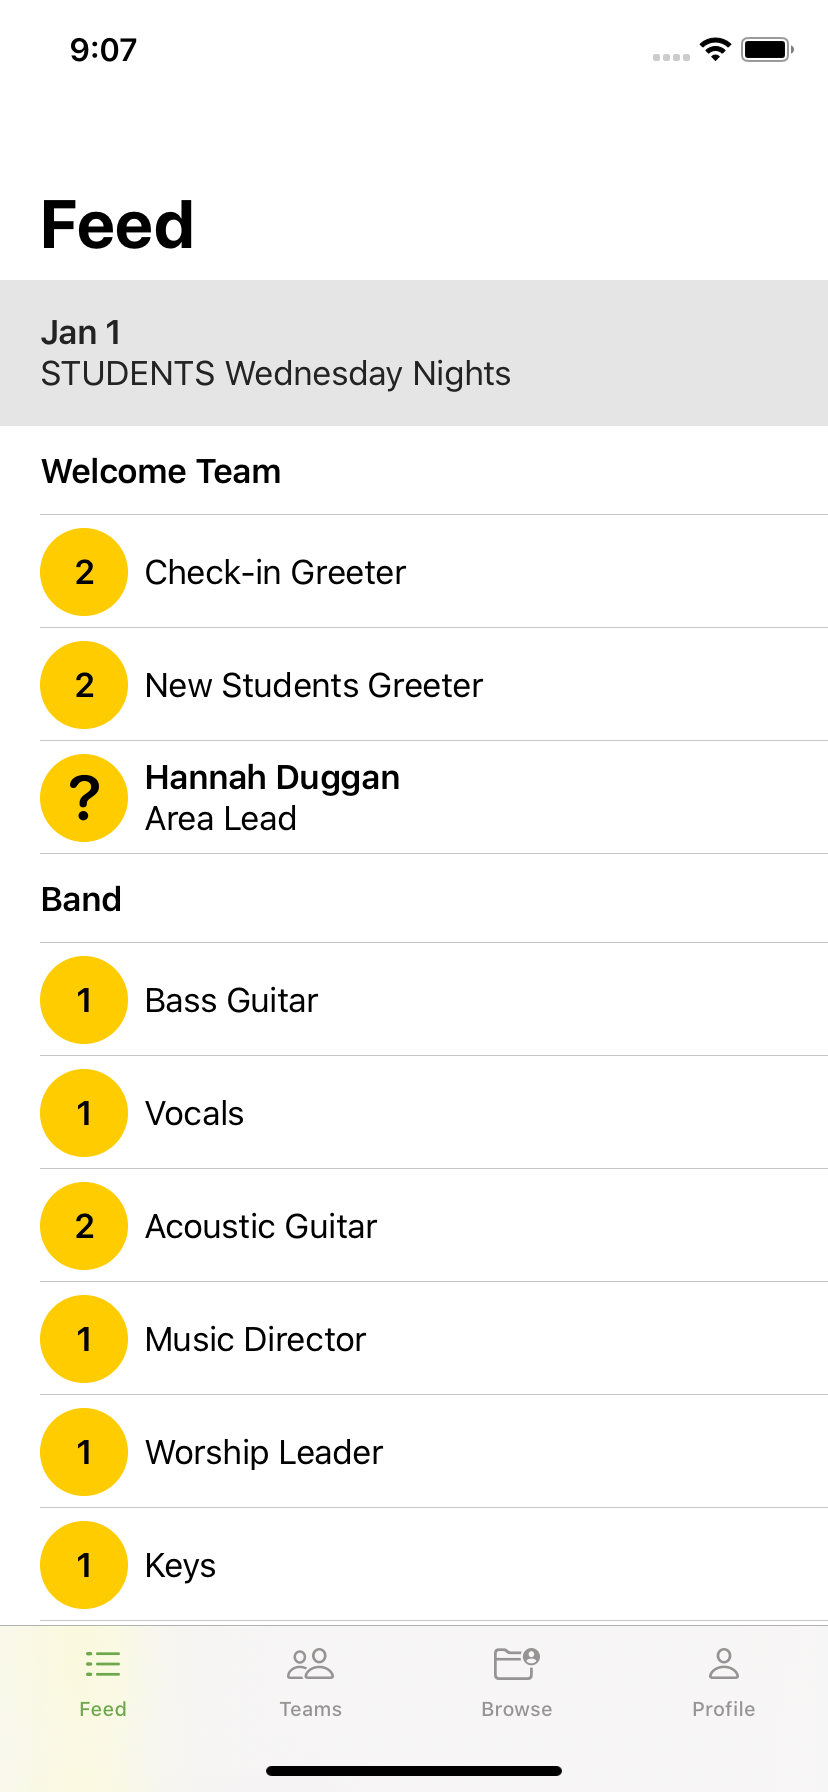 9:07
Feed
Jan 1
STUDENTS Wednesday Nights
Welcome Team
2 Check-in Greeter
2 New Students Greeter
? Hannah Duggan
Area Lead
Band
1 Bass Guitar
1 Vocals
2 Acoustic Guitar
1 Music Director
1 Worship Leader
1 Keys
Feed Teams Browse Profile